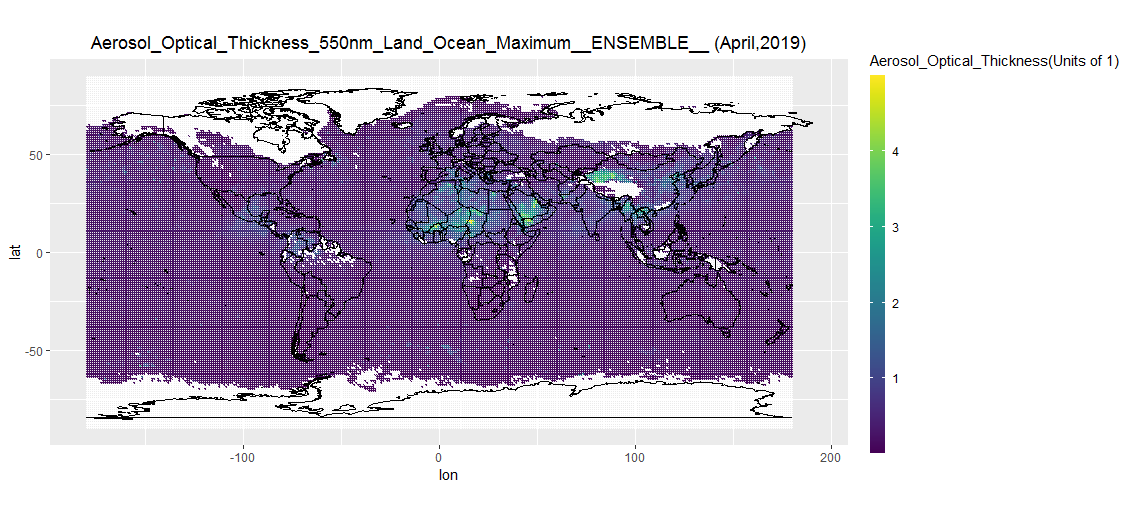 Aerosol_Optical_Thickness_550nm_Land_Ocean_Maximum__ENSEMBLE__ (April,2019)
Aerosol_Optical_Thickness(Units of 1)
4
3
2
1
50
0
-50
lat
-100
0
100
200
lon